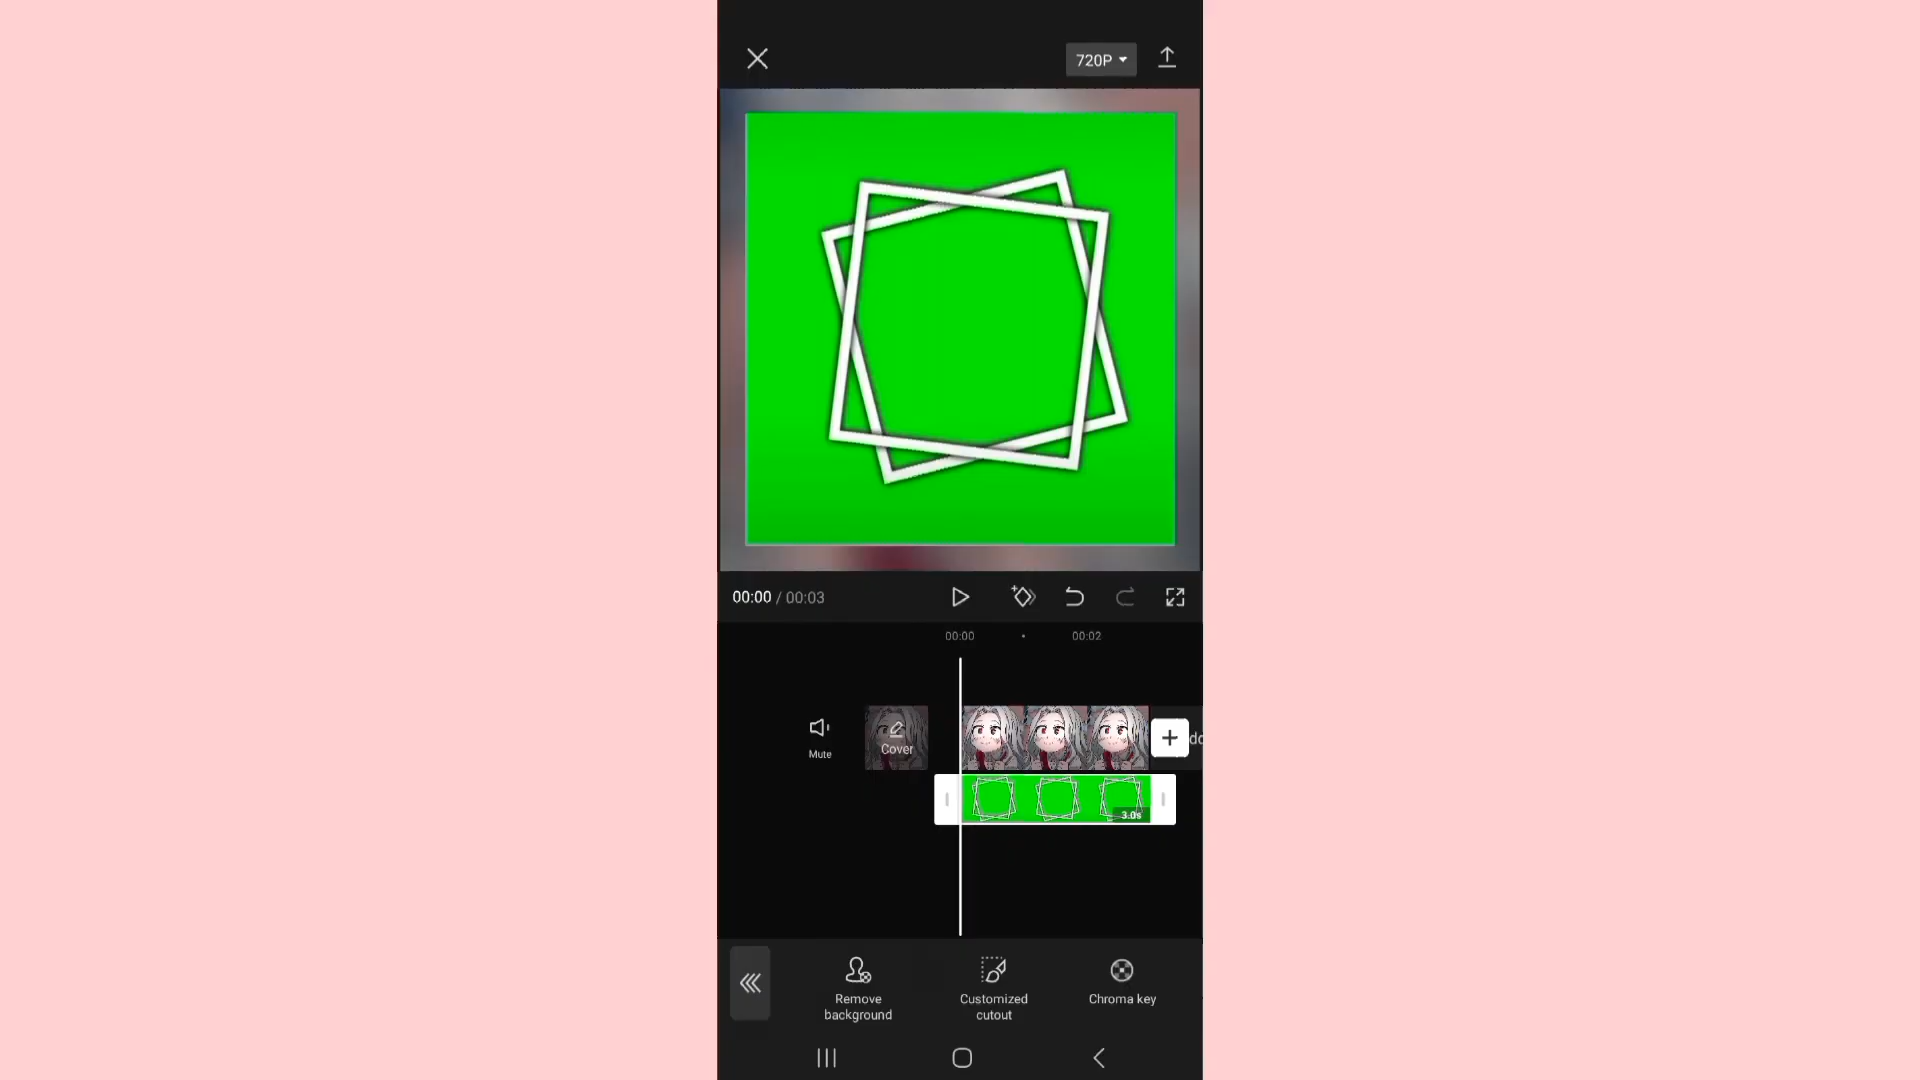 720P
00:00 / 00:03
00:00
00:02
Mute
Cover
3.0s
Remove
background
Customized
cutout
Chroma key